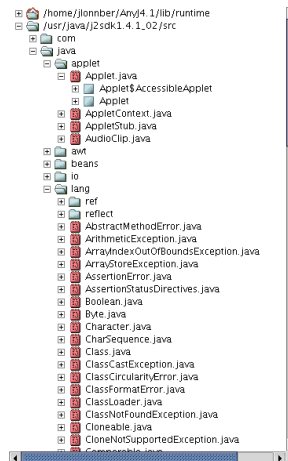 /home/jlonnber/AnyJ4.1/lib/runtime
/usr/java/j2sdk1.4.1_02/src
com
java
applet
Applet.java
Applet$AccessibleApplet
Applet
AppletContext.java
AppletStub.java
AudioClip.java
awt
beans
io
lang
ref
reflect
AbstractMethodError.java
ArithmeticException.java
ArrayIndexOutOfBoundsException.java
ArrayStoreException.java
AssertionError.java
AssertionStatusDirectives.java
Boolean.java
Byte.java
Character.java
CharSequence.java
Class.java
ClassCastException.java
ClassCircularityError.java
ClassFormatError.java
ClassLoader.java
ClassNotFoundException.java
Cloneable.java
CloneNotSupportedException.java
Comparable.java